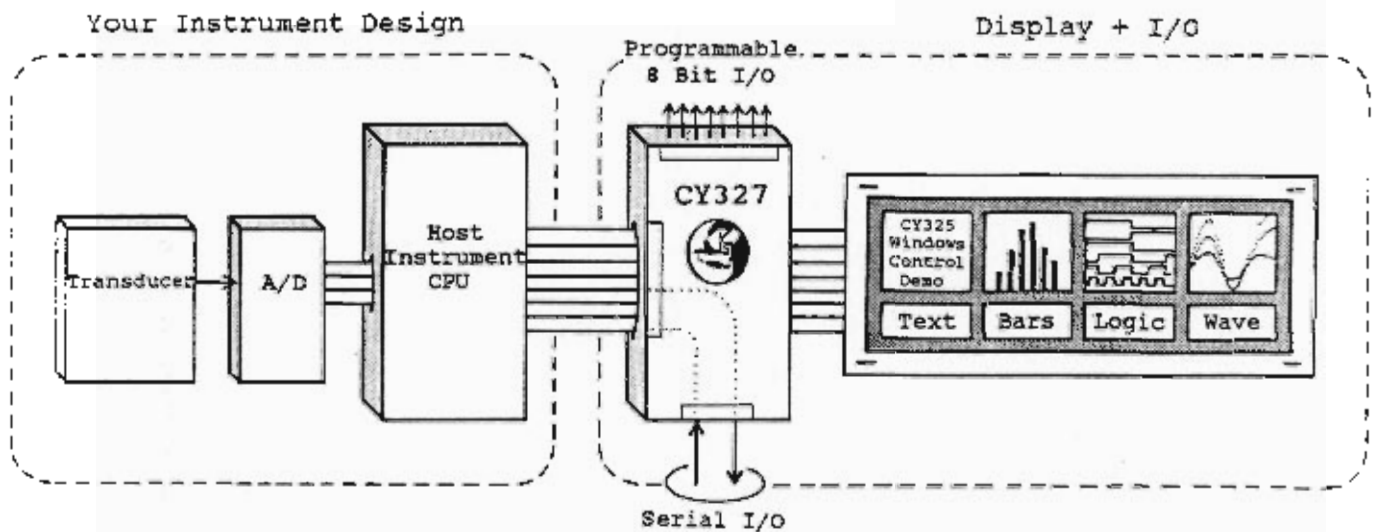 Your Instrument Design
Display + I/O
Programmable
8 Bit I/O
CY327
Transducer
A/D
Host
Instrument
CPU
CY325
Windows
Control
Demo
Text
Bars
Logic
Wave
Serial I/O